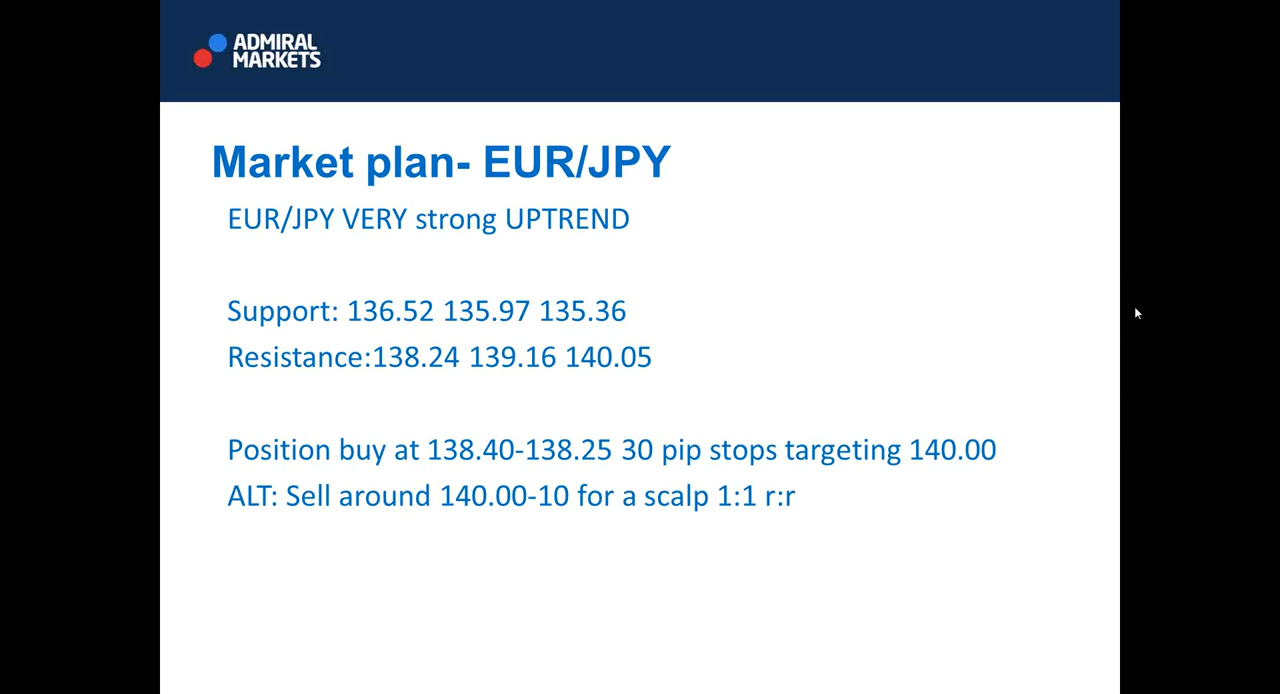 ADMIRAL
MARKETS
Market plan- EUR/JPY
EUR/JPY VERY strong UPTREND
Support: 136.52 135.97 135.36
Resistance:138.24 139.16 140.05
Position buy at 138.40-138.25 30 pip stops targeting 140.00
ALT: Sell around 140.00-10 for a scalp 1:1 r:r